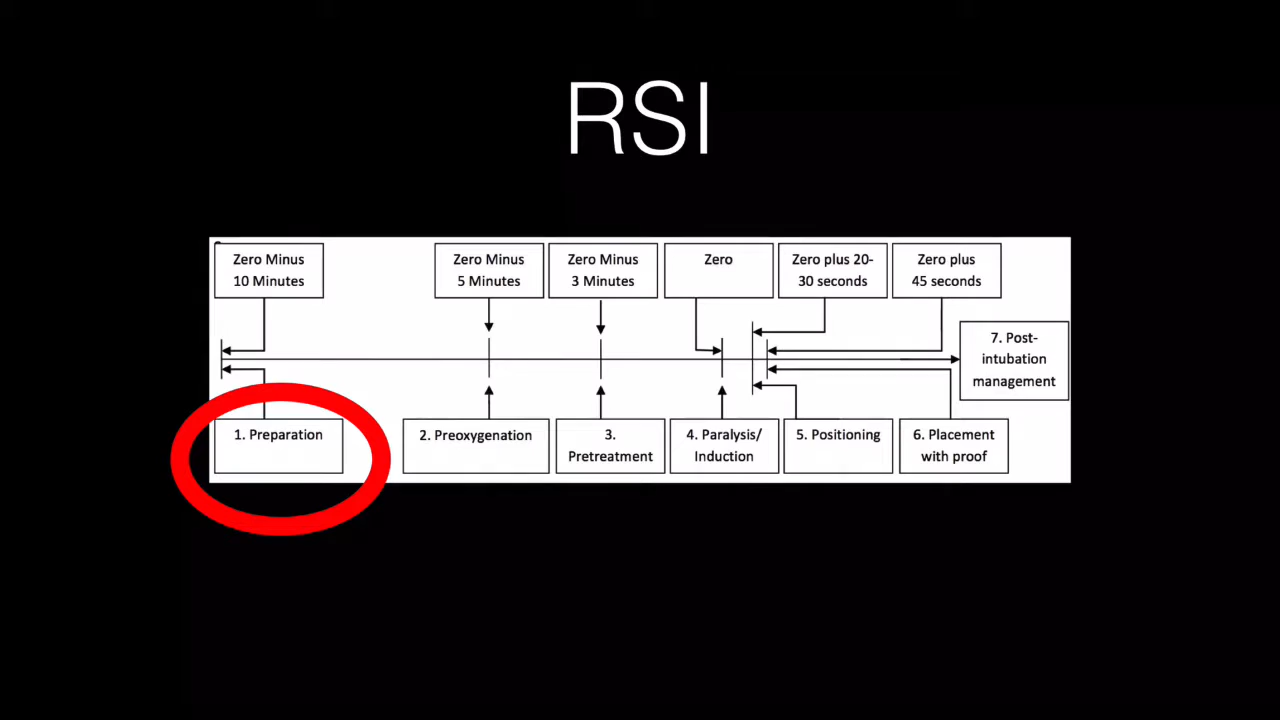 RSI
Zero Minus
10 Minutes
Zero Minus
5 Minutes
Zero Minus
3 Minutes
Zero
Zero plus 20-
30 seconds
Zero plus
45 seconds
7. Post-
intubation
management
1. Preparation
2. Preoxygenation
3.
Pretreatment
4. Paralysis/
Induction
5. Positioning
6. Placement
with proof